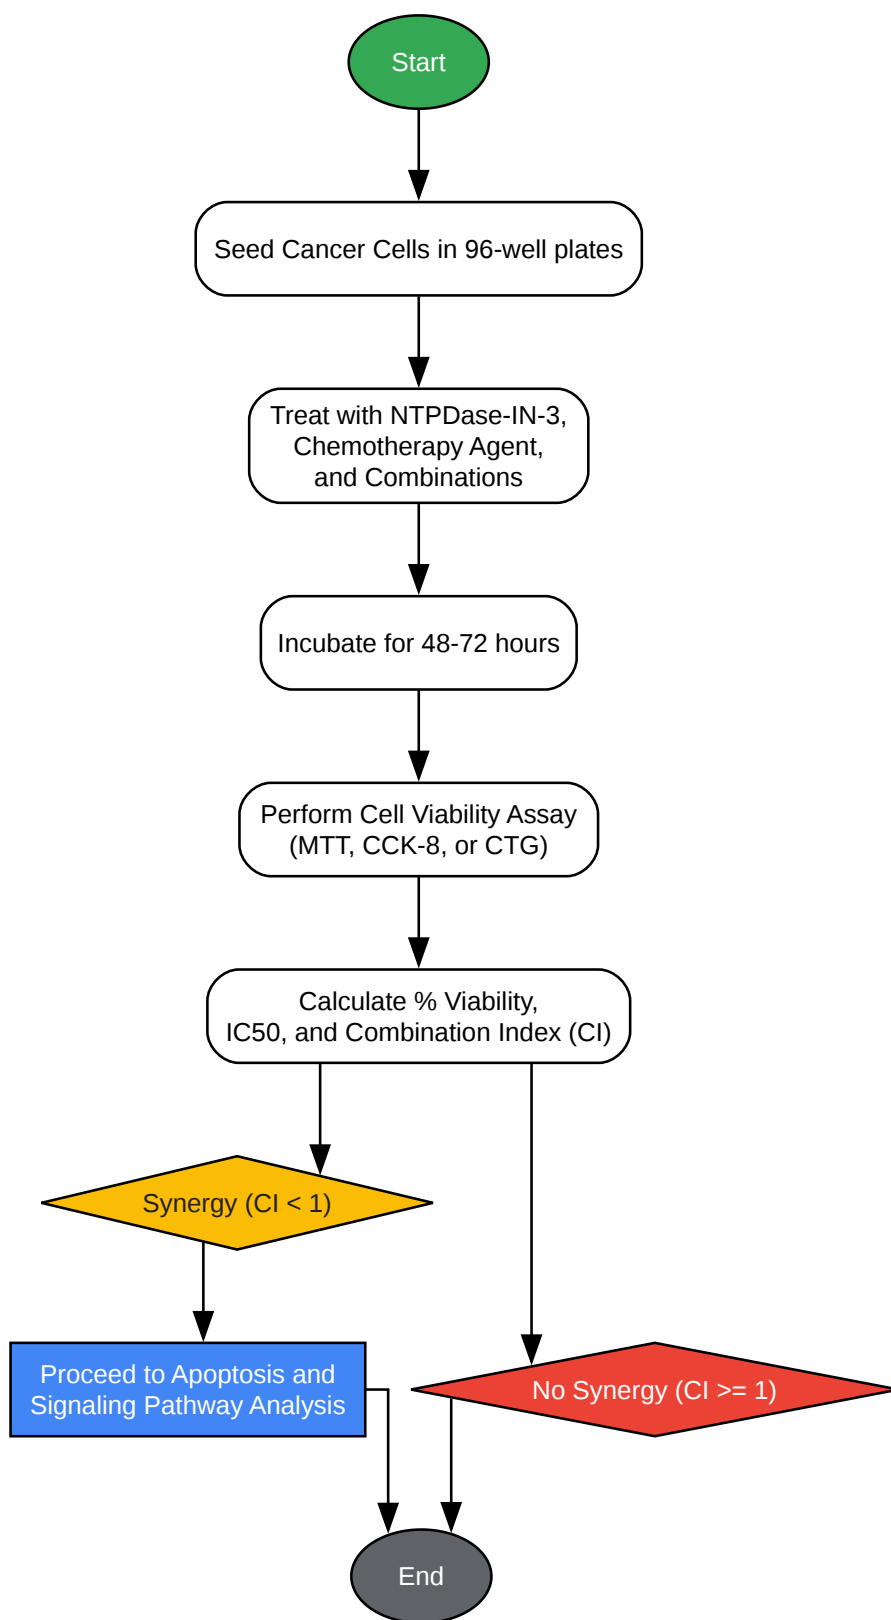 Start
Seed Cancer Cells in 96-well plates
Treat with NTPDase-IN-3,
Chemotherapy Agent,
and Combinations
Incubate for 48-72 hours
Perform Cell Viability Assay
(MTT, CCK-8, or CTG)
Calculate % Viability,
IC50, and Combination Index (CI)
Synergy (CI < 1)
Proceed to Apoptosis and
Signaling Pathway Analysis
No Synergy (CI >= 1)
End